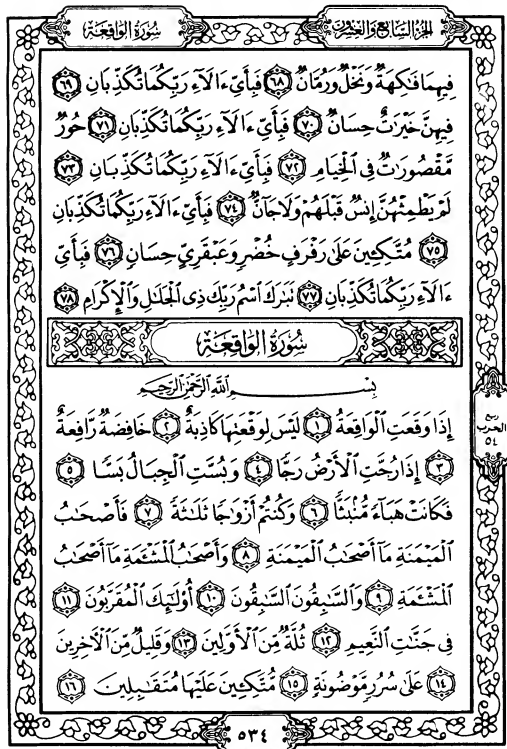 الجزء السابع والعشرون
سورة الواقعة
فِيهِمَا فَٰكِهَةٌ وَنَخْلٌ وَرُمَّانٌ ٦٨ فَبِأَىِّ ءَالَآءِ رَبِّكُمَا تُكَذِّبَانِ ٦٩
فِيهِنَّ خَيْرَٰتٌ حِسَانٌ ٧٠ فَبِأَىِّ ءَالَآءِ رَبِّكُمَا تُكَذِّبَانِ ٧١ حُورٌ
مَّقْصُورَٰتٌ فِى ٱلْخِيَامِ ٧٢ فَبِأَىِّ ءَالَآءِ رَبِّكُمَا تُكَذِّبَانِ ٧٣
لَمْ يَطْمِثْهُنَّ إِنسٌ قَبْلَهُمْ وَلَا جَآنٌّ ٧٤ فَبِأَىِّ ءَالَآءِ رَبِّكُمَا تُكَذِّبَانِ
٧٥ مُتَّكِـِٔينَ عَلَىٰ رَفْرَفٍ خُضْرٍ وَعَبْقَرِىٍّ حِسَانٍ ٧٦ فَبِأَىِّ
ءَالَآءِ رَبِّكُمَا تُكَذِّبَانِ ٧٧ تَبَٰرَكَ ٱسْمُ رَبِّكَ ذِى ٱلْجَلَٰلِ وَٱلْإِكْرَامِ ٧٨
سُورَةُ الوَاقِعَةِ
بِسْمِ ٱللَّهِ ٱلرَّحْمَٰنِ ٱلرَّحِيمِ
إِذَا وَقَعَتِ ٱلْوَاقِعَةُ ١ لَيْسَ لِوَقْعَتِهَا كَاذِبَةٌ ٢ خَافِضَةٌ رَّافِعَةٌ
٣ إِذَا رُجَّتِ ٱلْأَرْضُ رَجًّا ٤ وَبُسَّتِ ٱلْجِبَالُ بَسًّا ٥
فَكَانَتْ هَبَآءً مُّنۢبَثًّا ٦ وَكُنتُمْ أَزْوَٰجًا ثَلَٰثَةً ٧ فَأَصْحَٰبُ
ٱلْمَيْمَنَةِ مَآ أَصْحَٰبُ ٱلْمَيْمَنَةِ ٨ وَأَصْحَٰبُ ٱلْمَشْـَٔمَةِ مَآ أَصْحَٰبُ
ٱلْمَشْـَٔمَةِ ٩ وَٱلسَّٰبِقُونَ ٱلسَّٰبِقُونَ ١٠ أُو۟لَٰٓئِكَ ٱلْمُقَرَّبُونَ ١١
فِى جَنَّٰتِ ٱلنَّعِيمِ ١٢ ثُلَّةٌ مِّنَ ٱلْأَوَّلِينَ ١٣ وَقَلِيلٌ مِّنَ ٱلْـَٔاخِرِينَ
١٤ عَلَىٰ سُرُرٍ مَّوْضُونَةٍ ١٥ مُّتَّكِـِٔينَ عَلَيْهَا مُتَقَٰبِلِينَ ١٦
ربع
الحزب
٥٤
٥٣٤